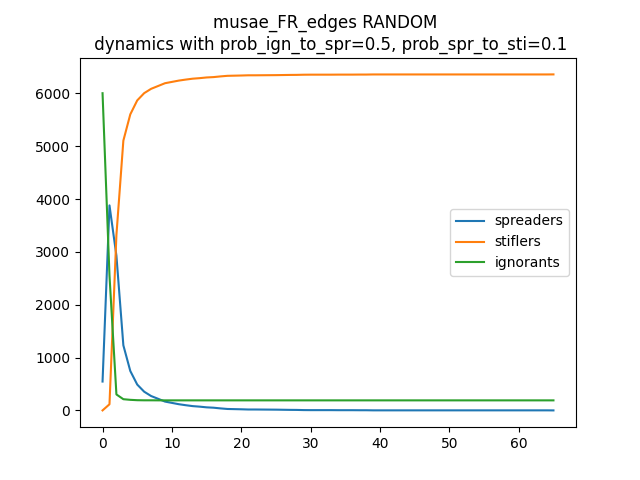 musae_FR_edges RANDOM
dynamics with prob_ign_to_spr=0.5, prob_spr_to_sti=0.1
6000
5000
4000
3000
2000
1000
0
spreaders
stiflers
ignorants
0 10 20 30 40 50 60